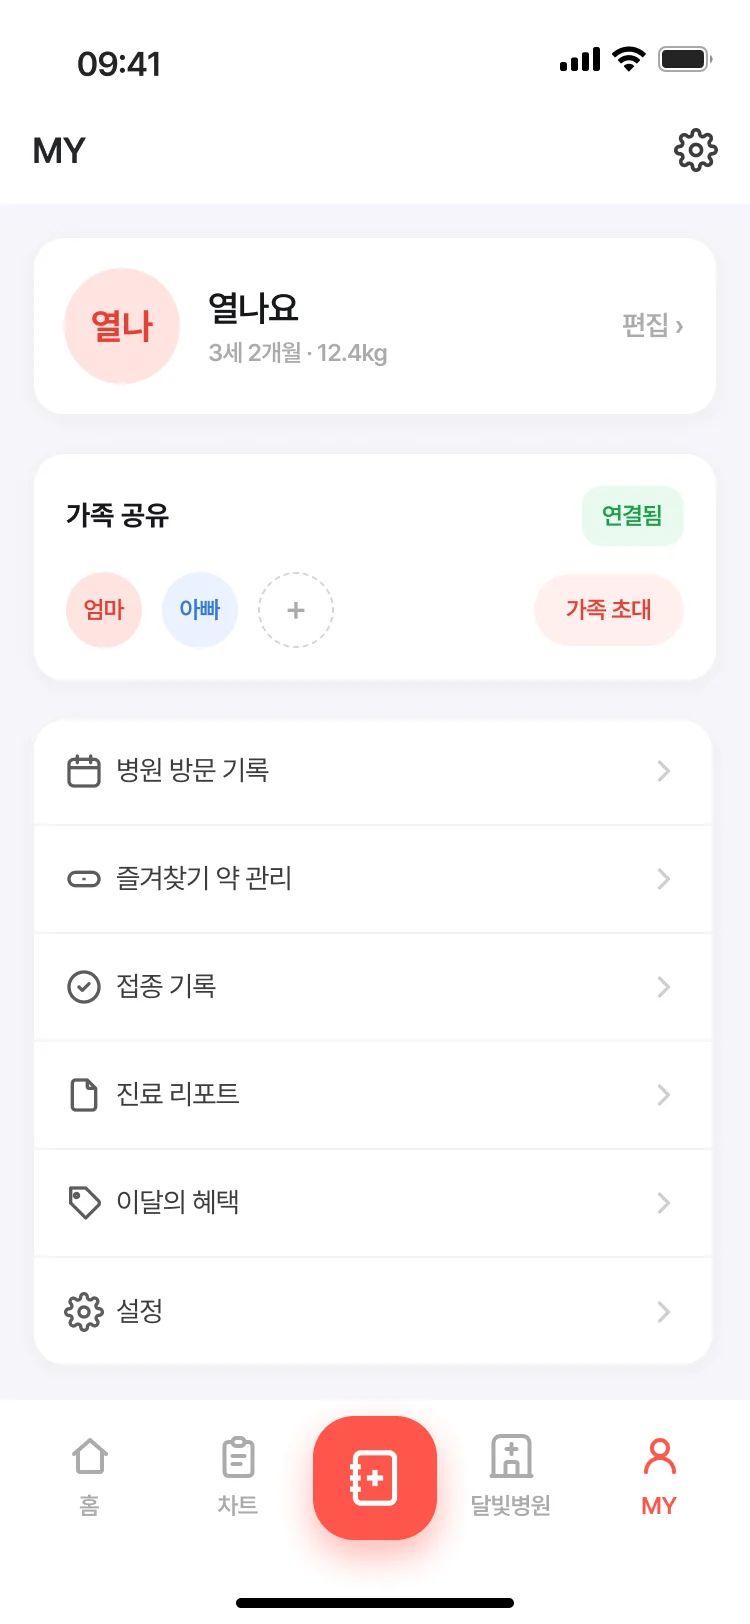 09:41
MY
열나
열나요
3세 2개월 · 12.4kg
편집 ›
가족 공유
연결됨
엄마
아빠
+
가족 초대
병원 방문 기록
즐겨찾기 약 관리
접종 기록
진료 리포트
이달의 혜택
설정
홈
차트
달빛병원
MY